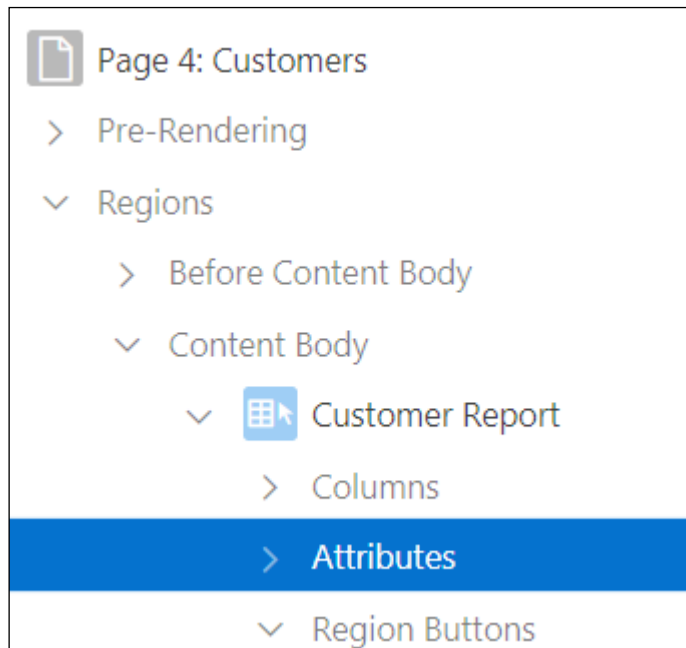 Page 4: Customers
Pre-Rendering
Regions
Before Content Body
Content Body
Customer Report
Columns
Attributes
Region Buttons